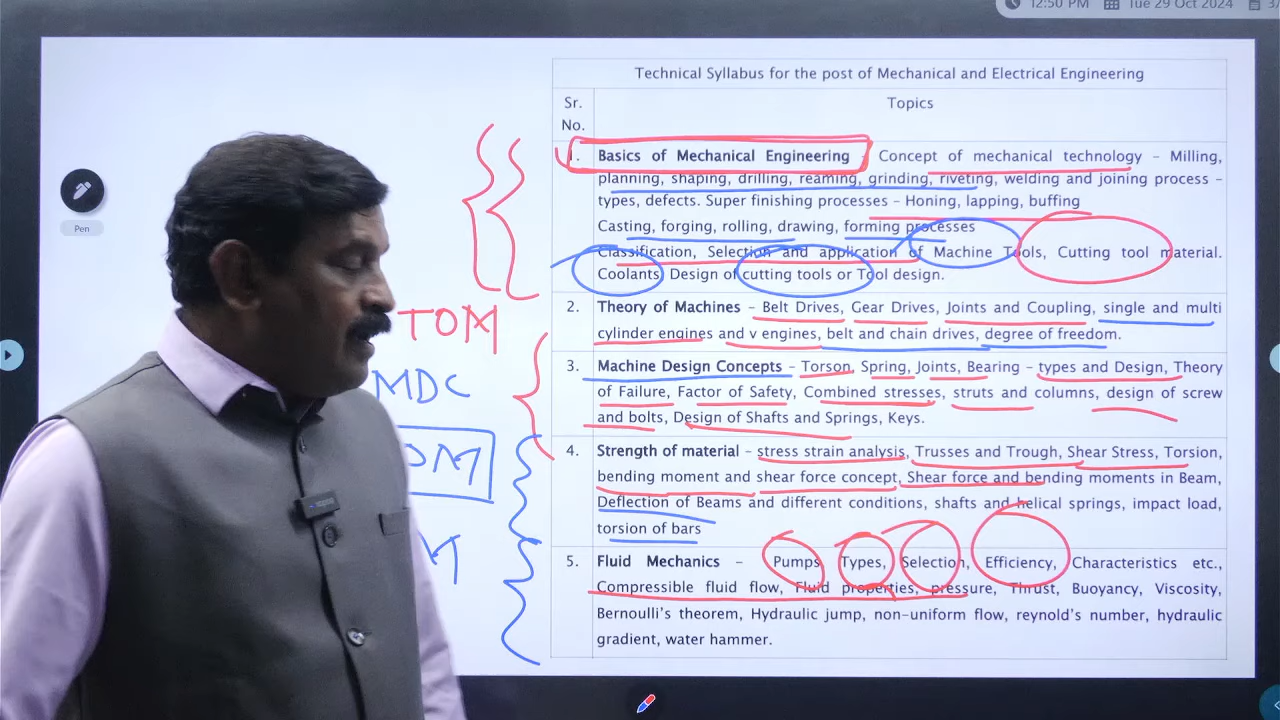 12:50 PM Tue 29 Oct 2024
Pen
Technical Syllabus for the post of Mechanical and Electrical Engineering
Sr. No.
Topics
1. Basics of Mechanical Engineering – Concept of mechanical technology – Milling,
planning, shaping, drilling, reaming, grinding, riveting, welding and joining process –
types, defects. Super finishing processes – Honing, lapping, buffing
Casting, forging, rolling, drawing, forming processes
Classification, Selection and application of Machine Tools, Cutting tool material.
Coolants, Design of cutting tools or Tool design.
2. Theory of Machines – Belt Drives, Gear Drives, Joints and Coupling, single and multi
cylinder engines and v engines, belt and chain drives, degree of freedom.
3. Machine Design Concepts – Torson, Spring, Joints, Bearing – types and Design, Theory
of Failure, Factor of Safety, Combined stresses, struts and columns, design of screw
and bolts, Design of Shafts and Springs, Keys.
4. Strength of material – stress strain analysis, Trusses and Trough, Shear Stress, Torsion,
bending moment and shear force concept, Shear force and bending moments in Beam,
Deflection of Beams and different conditions, shafts and helical springs, impact load,
torsion of bars
5. Fluid Mechanics – Pumps, Types, Selection, Efficiency, Characteristics etc.,
Compressible fluid flow, Fluid properties, pressure, Thrust, Buoyancy, Viscosity,
Bernoulli's theorem, Hydraulic jump, non-uniform flow, reynold's number, hydraulic
gradient, water hammer.
TOM
MDC
OM
M